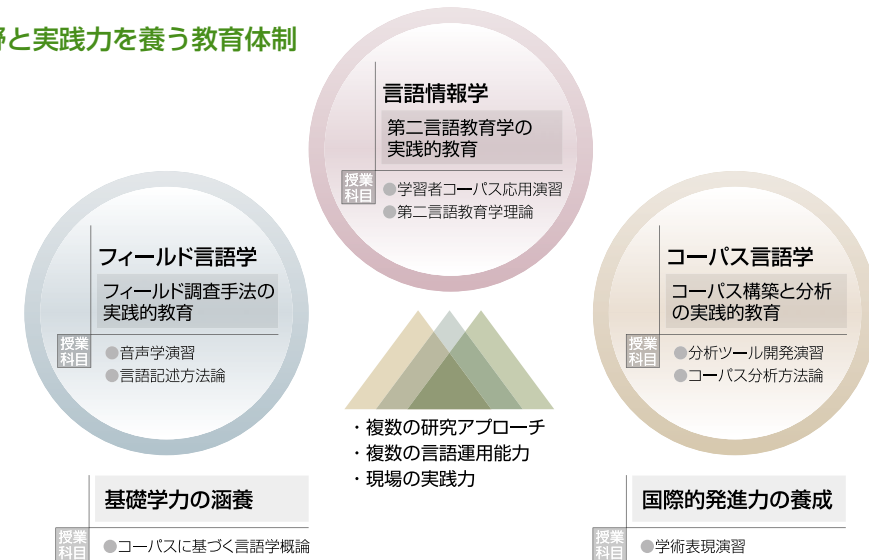 と実践力を養う教育体制
言語情報学
第二言語教育学の
実践的教育
授業
科目
●学習者コーパス応用演習
●第二言語教育学理論
フィールド言語学
フィールド調査手法の
実践的教育
授業
科目
●音声学演習
●言語記述方法論
コーパス言語学
コーパス構築と分析
の実践的教育
授業
科目
●分析ツール開発演習
●コーパス分析方法論
・複数の研究アプローチ
・複数の言語運用能力
・現場の実践力
基礎学力の涵養
授業
科目
●コーパスに基づく言語学概論
国際的発進力の養成
授業
科目
●学術表現演習